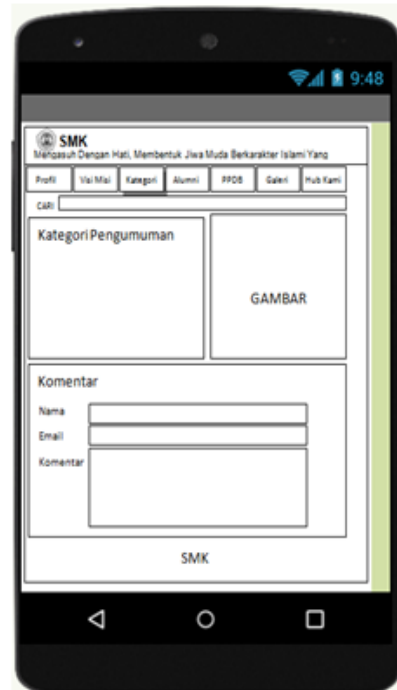 9:48
SMK
Mengasuh Dengan Hati, Membentuk Jiwa Muda Berkarakter Islami Yang
Profil Visi Misi Kategori Alumni PPDB Galeri Hub Kami
CARI
Kategori Pengumuman
GAMBAR
Komentar
Nama
Email
Komentar
SMK